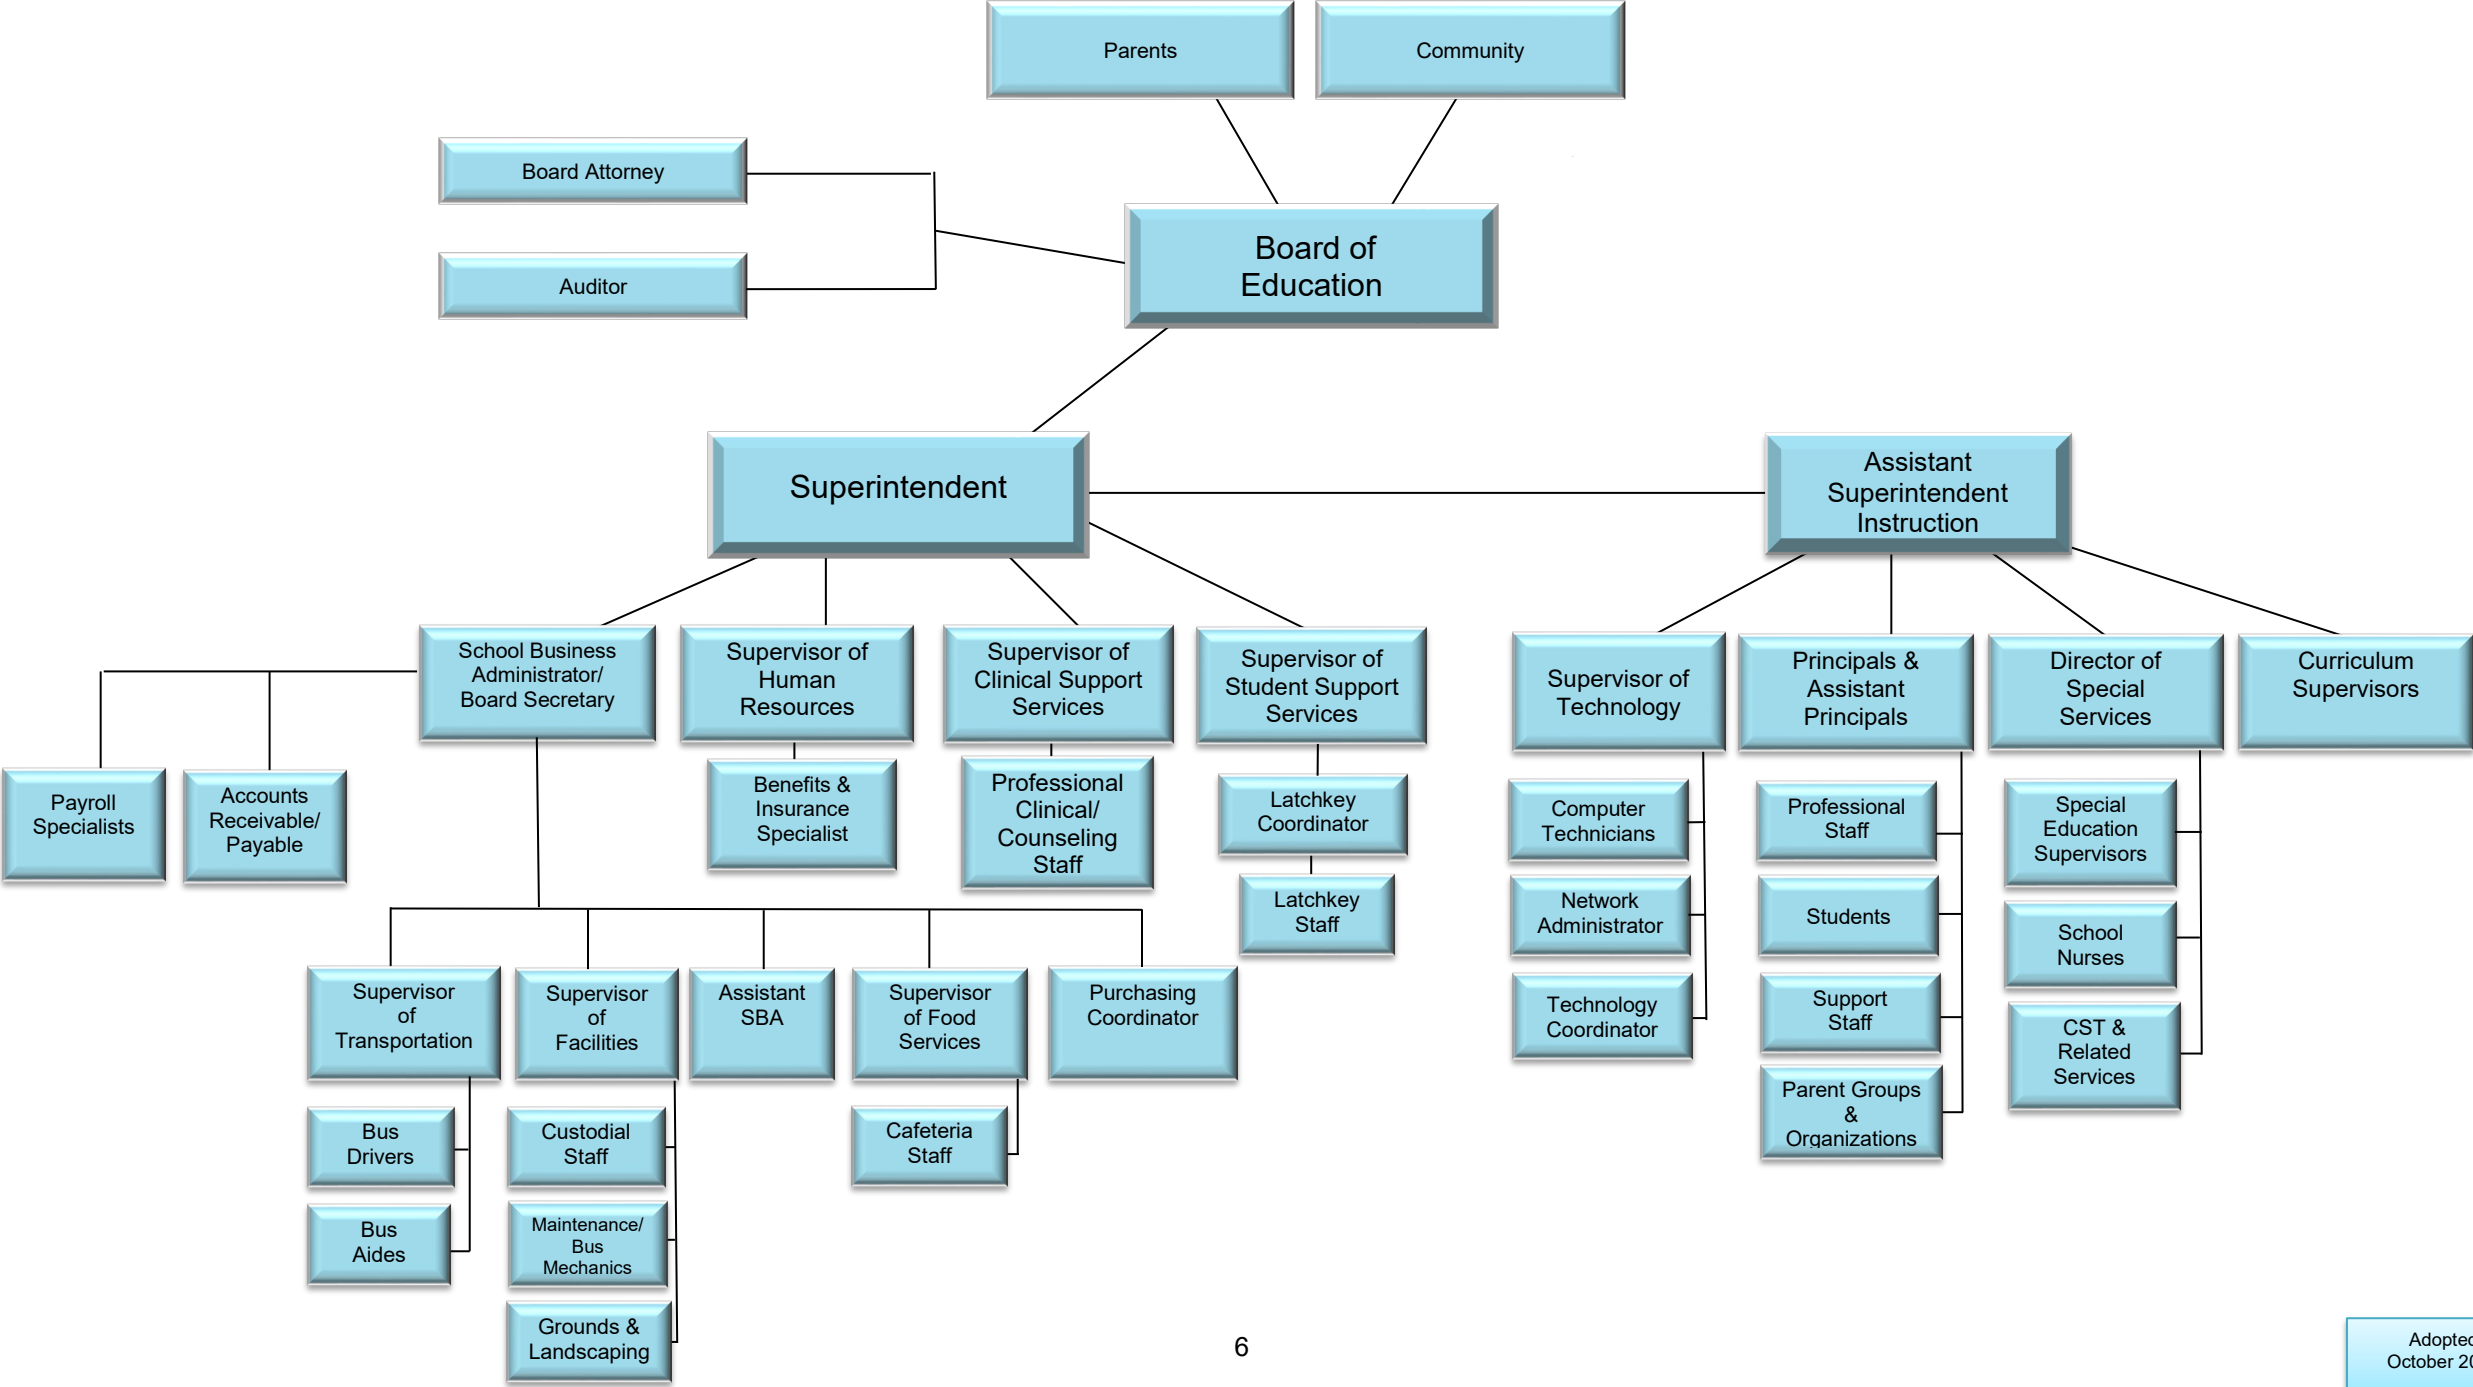 Parents
Community
Board Attorney
Auditor
Board of
Education
Superintendent
Assistant
Superintendent
Instruction
School Business
Administrator/
Board Secretary
Supervisor of
Human
Resources
Supervisor of
Clinical Support
Services
Supervisor of
Student Support
Services
Supervisor of
Technology
Principals &
Assistant
Principals
Director of
Special
Services
Curriculum
Supervisors
Payroll
Specialists
Accounts
Receivable/
Payable
Benefits &
Insurance
Specialist
Professional
Clinical/
Counseling
Staff
Latchkey
Coordinator
Latchkey
Staff
Computer
Technicians
Network
Administrator
Technology
Coordinator
Professional
Staff
Students
Support
Staff
Parent Groups
&
Organizations
Special
Education
Supervisors
School
Nurses
CST &
Related
Services
Supervisor
of
Transportation
Supervisor
of
Facilities
Assistant
SBA
Supervisor
of Food
Services
Purchasing
Coordinator
Bus
Drivers
Bus
Aides
Custodial
Staff
Maintenance/
Bus
Mechanics
Grounds &
Landscaping
Cafeteria
Staff
6
Adopted
October